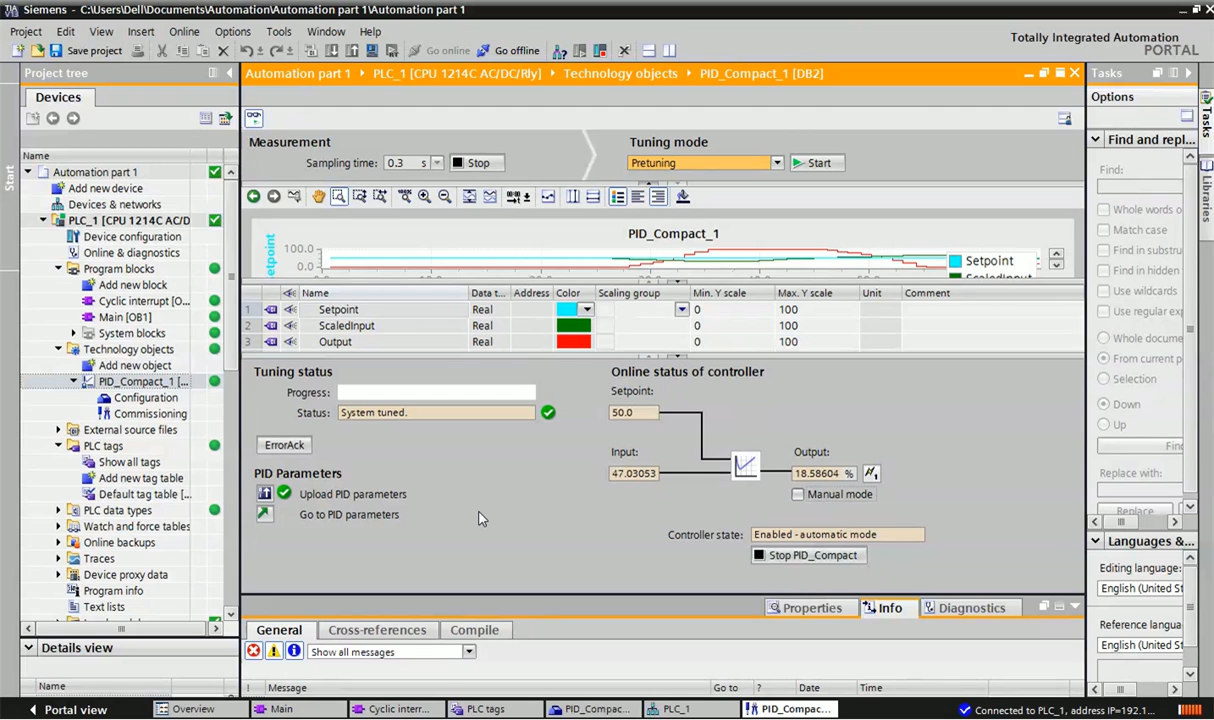 Siemens - C:\Users\Dell\Documents\Automation\Automation part 1\Automation part 1
Project Edit View Insert Online Options Tools Window Help
Totally Integrated Automation
PORTAL
Save project
Go online
Go offline
Project tree
Automation part 1 PLC_1 [CPU 1214C AC/DC/Rly] Technology objects PID_Compact_1 [DB2]
Tasks
Devices
Options
Name
Automation part 1
Add new device
Devices & networks
PLC_1 [CPU 1214C AC/D
Device configuration
Online & diagnostics
Program blocks
Add new block
Cyclic interrupt [O...
Main [OB1]
System blocks
Technology objects
Add new object
PID_Compact_1 [...
Configuration
Commissioning
External source files
PLC tags
Show all tags
Add new tag table
Default tag table [...
PLC data types
Watch and force tables
Online backups
Traces
Device proxy data
Program info
Text lists
Details view
Name
Start
Measurement
Sampling time: 0.3 s
Stop
Tuning mode
Pretuning
Start
PID_Compact_1
Setpoint
100.0
0.0
Setpoint
ScaledInput
Name Data t... Address Color Scaling group Min. Y scale Max. Y scale Unit Comment
1 Setpoint Real 0 100
2 ScaledInput Real 0 100
3 Output Real 0 100
Tuning status
Progress:
Status: System tuned.
ErrorAck
PID Parameters
Upload PID parameters
Go to PID parameters
Online status of controller
Setpoint:
50.0
Input:
47.03053
Output:
18.58604 %
Manual mode
Controller state: Enabled - automatic mode
Stop PID_Compact
Properties
Info
Diagnostics
General
Cross-references
Compile
Show all messages
! Message Go to ? Date Time
Find and repl...
Find:
Whole words o
Match case
Find in substru
Find in hidden
Use wildcards
Use regular exp
Whole docume
From current p
Selection
Down
Up
Find
Replace with:
Replace
Languages &...
Editing language:
English (United St
Reference langua
English (United St
Tasks
Libraries
Portal view
Overview
Main
Cyclic interr...
PLC tags
PID_Compac...
PLC_1
PID_Compac...
Connected to PLC_1, address IP=192.1...